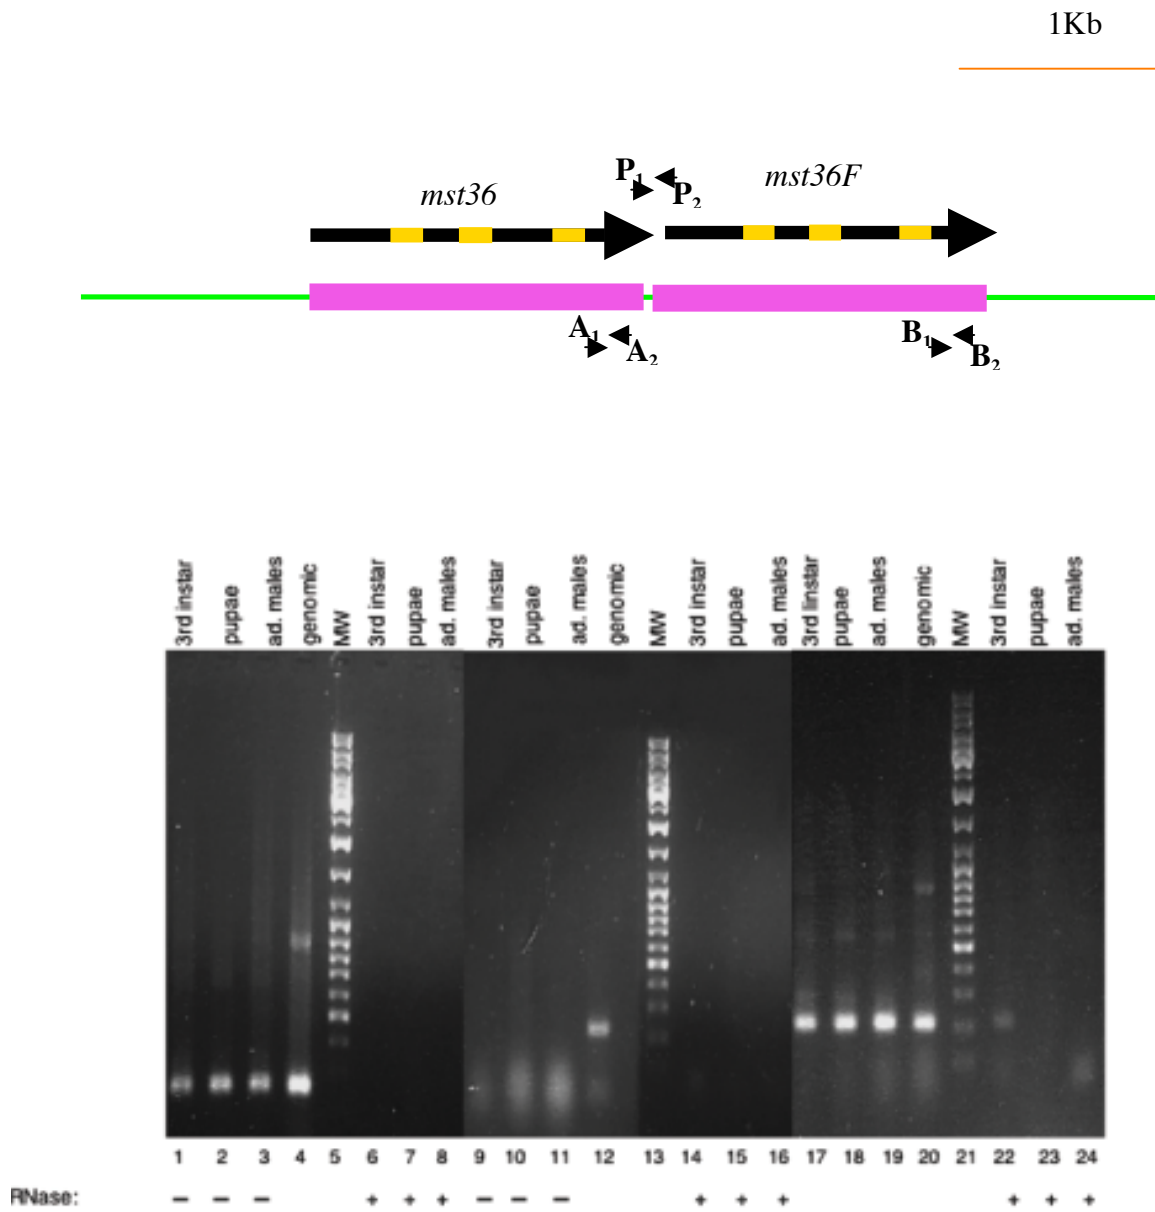 1Kb
P1 mst36F
mst36 P2
A1 B1
A2 B2
3rd instar pupae ad. males genomic MW 3rd instar pupae ad. males 3rd instar pupae ad. males genomic MW 3rd instar pupae ad. males 3rd linstar pupae ad. males genomic MW 3rd instar pupae ad. males
1 2 3 4 5 6 7 8 9 10 11 12 13 14 15 16 17 18 19 20 21 22 23 24
RNase: – – – + + + – – – + + + + + +